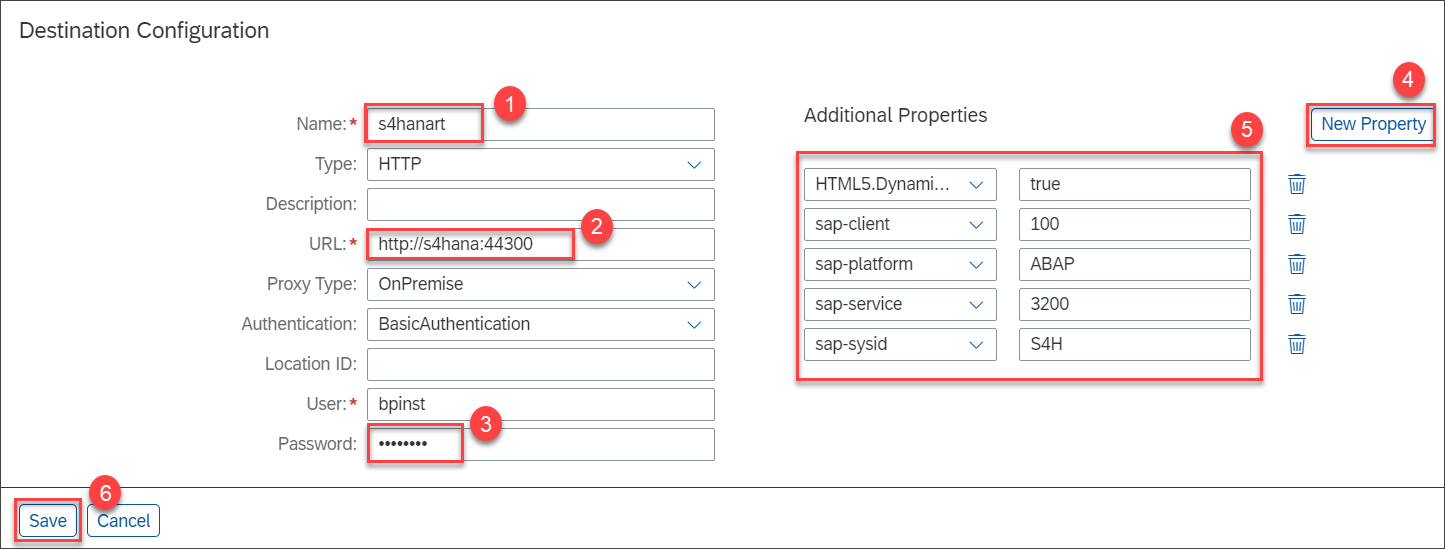 Destination Configuration
1
Name:* s4hanart
Type: HTTP
Description:
2
URL:* http://s4hana:44300
Proxy Type: OnPremise
Authentication: BasicAuthentication
Location ID:
User:* bpinst
3
Password: ••••••••
Additional Properties
4
New Property
5
HTML5.Dynami... true
sap-client 100
sap-platform ABAP
sap-service 3200
sap-sysid S4H
6
Save Cancel